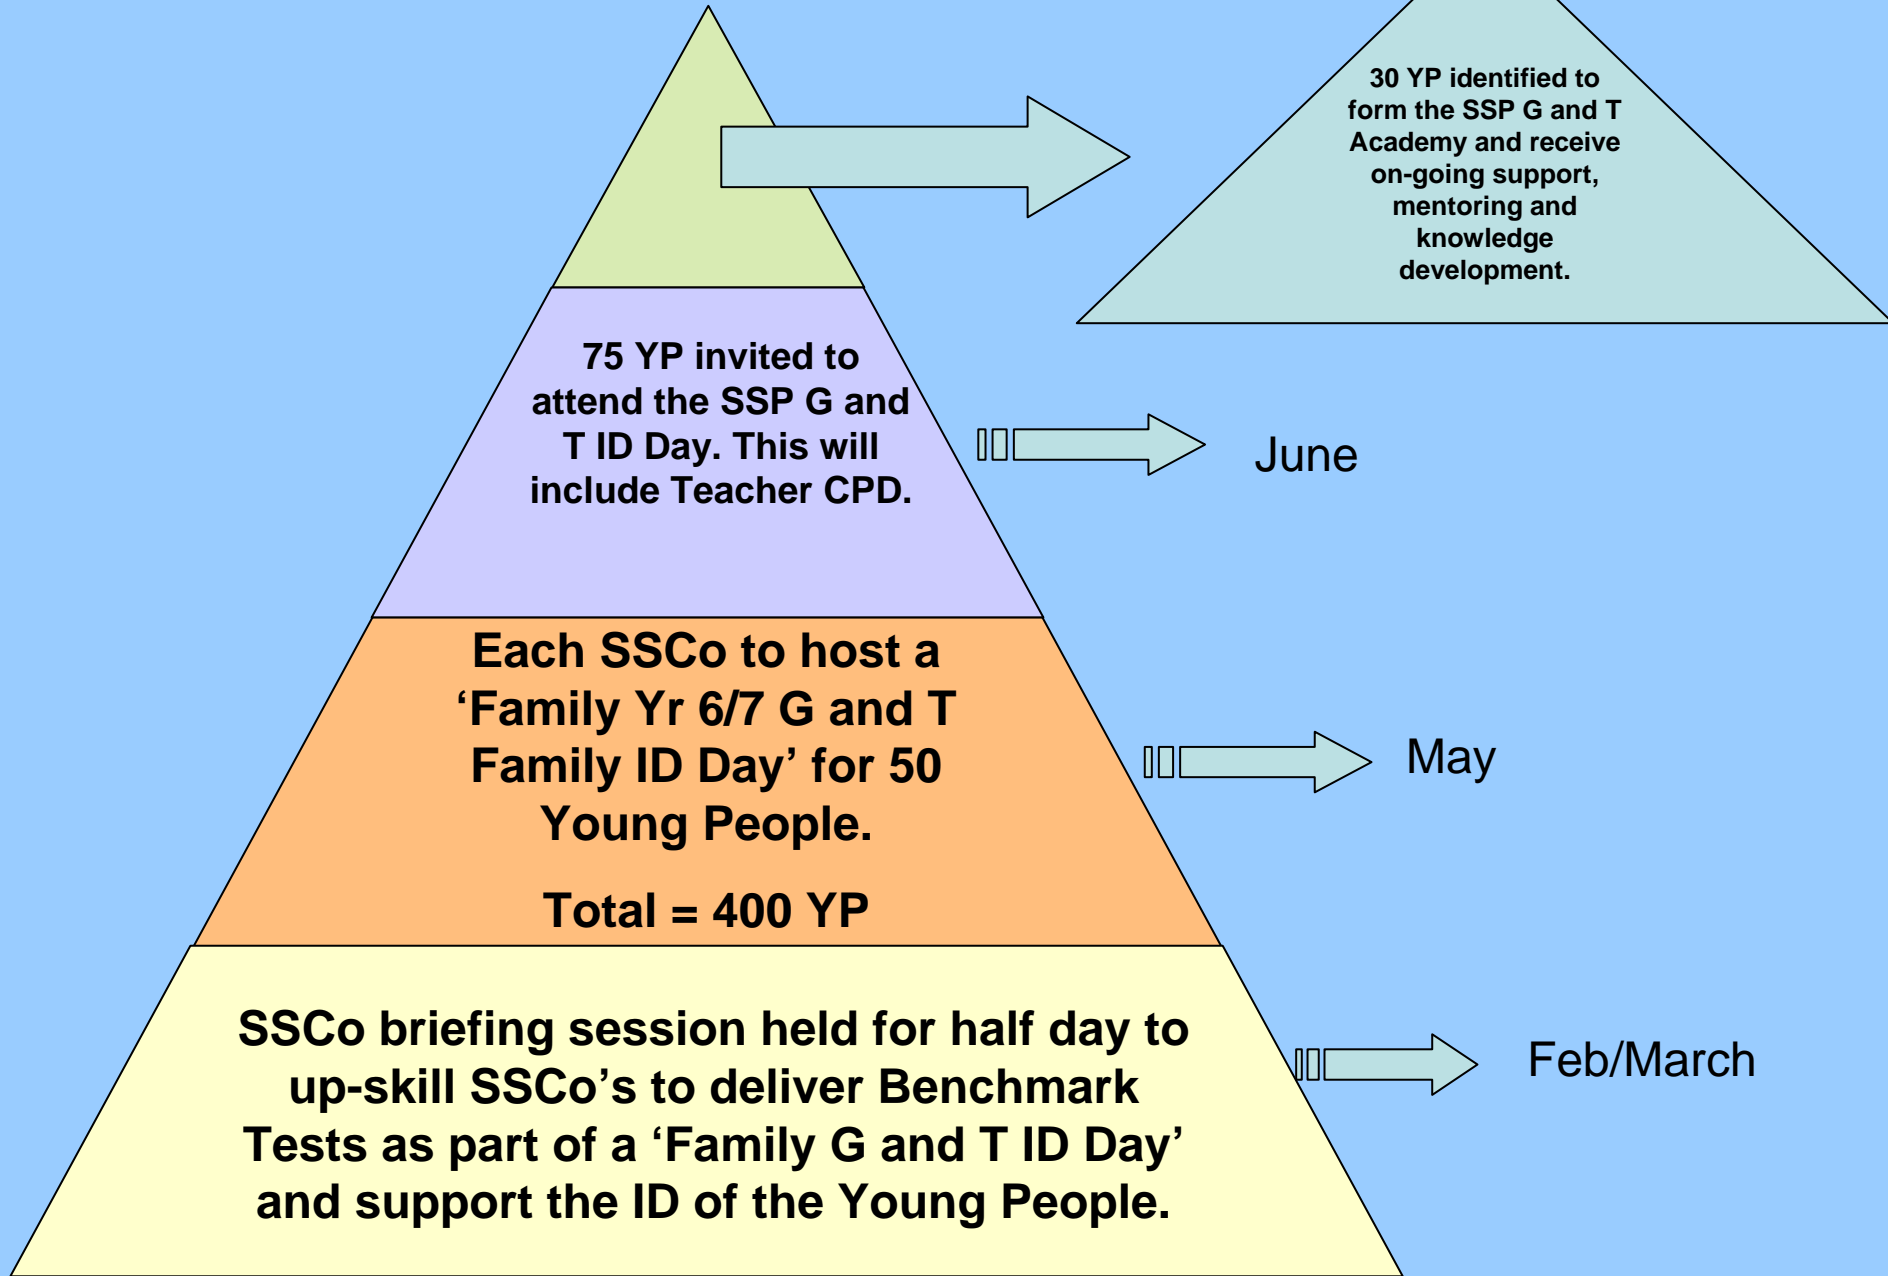 30 YP identified to
form the SSP G and T
Academy and receive
on-going support,
mentoring and
knowledge
development.
75 YP invited to
attend the SSP G and
T ID Day. This will
include Teacher CPD.
June
Each SSCo to host a
‘Family Yr 6/7 G and T
Family ID Day’ for 50
Young People.
Total = 400 YP
May
SSCo briefing session held for half day to
up-skill SSCo’s to deliver Benchmark
Tests as part of a ‘Family G and T ID Day’
and support the ID of the Young People.
Feb/March